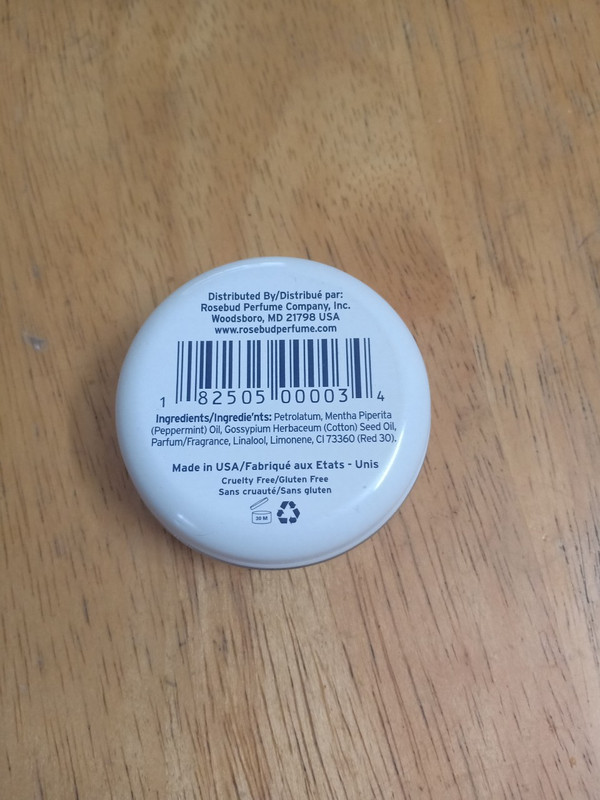 Distributed By/Distribué par:
Rosebud Perfume Company, Inc.
Woodsboro, MD 21798 USA
www.rosebudperfume.com
1 82505 00003 4
Ingredients/Ingredie'nts: Petrolatum, Mentha Piperita
(Peppermint) Oil, Gossypium Herbaceum (Cotton) Seed Oil,
Parfum/Fragrance, Linalool, Limonene, CI 73360 (Red 30).
Made in USA/Fabriqué aux Etats - Unis
Cruelty Free/Gluten Free
Sans cruauté/Sans gluten
30 M